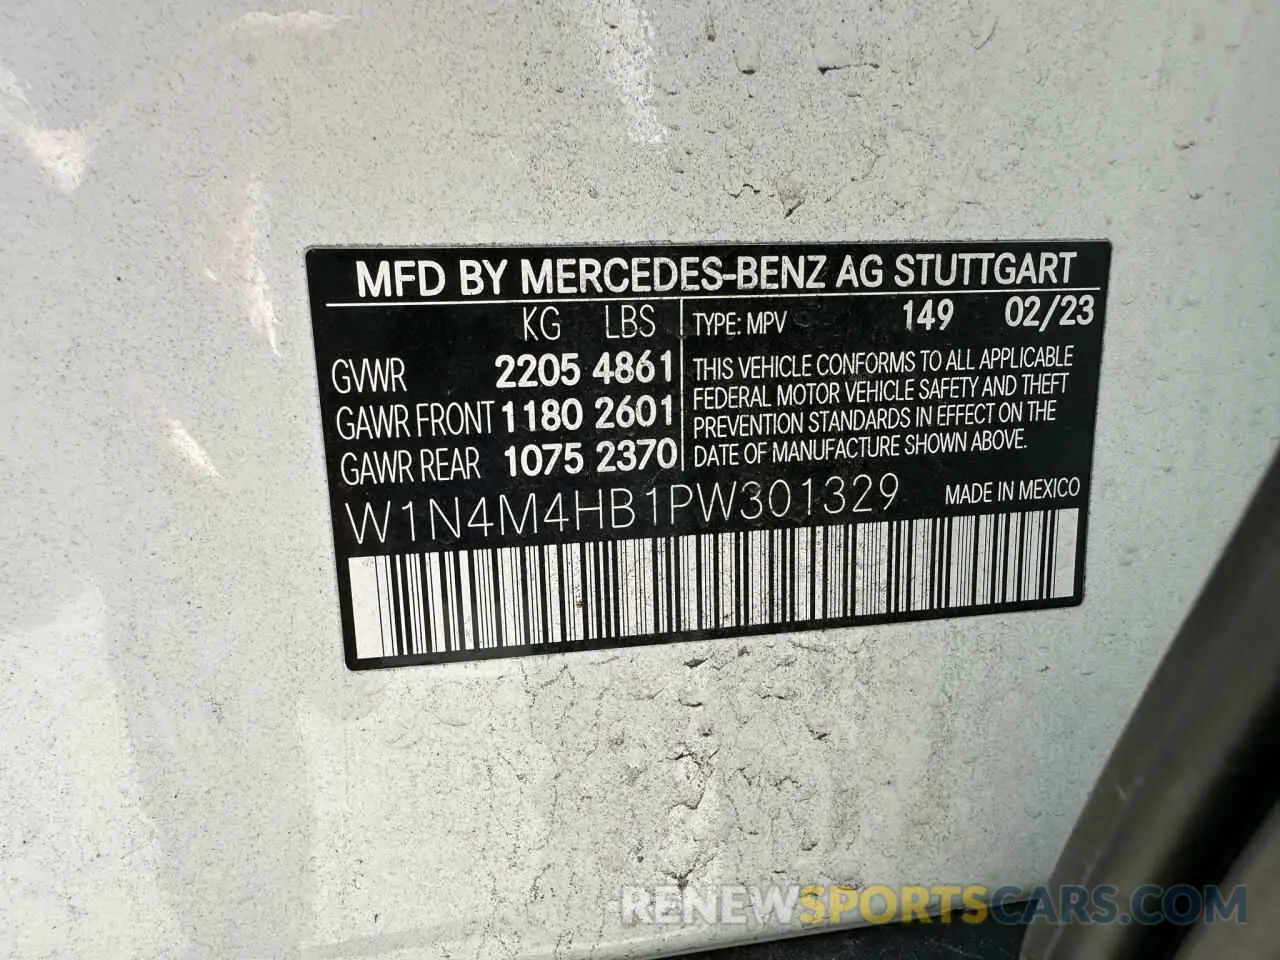 MFD BY MERCEDES-BENZ AG STUTTGART
KG LBS
GVWR 2205 4861
GAWR FRONT 1180 2601
GAWR REAR 1075 2370
TYPE: MPV 149 02/23
THIS VEHICLE CONFORMS TO ALL APPLICABLE
FEDERAL MOTOR VEHICLE SAFETY AND THEFT
PREVENTION STANDARDS IN EFFECT ON THE
DATE OF MANUFACTURE SHOWN ABOVE.
W1N4M4HB1PW301329 MADE IN MEXICO
RENEWSPORTSCARS.COM